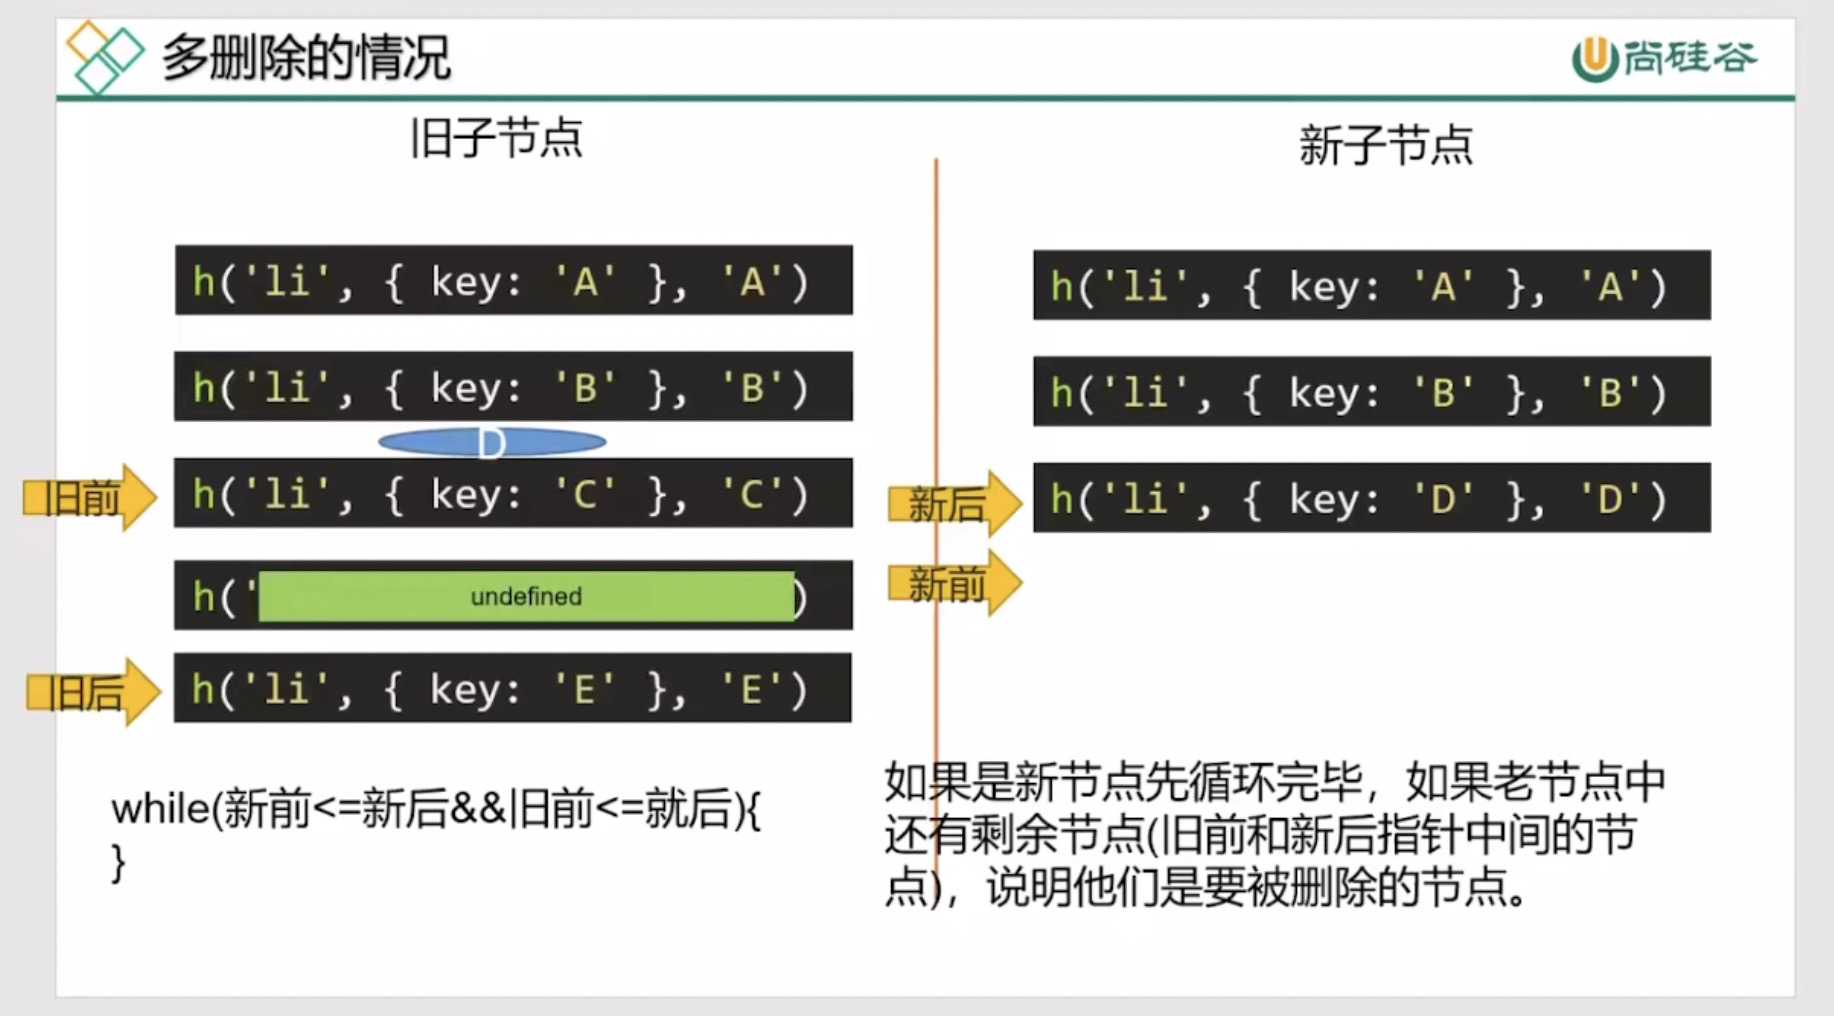 多删除的情况
尚硅谷
旧子节点
新子节点
h('li', { key: 'A' }, 'A')
h('li', { key: 'B' }, 'B')
D
旧前
h('li', { key: 'C' }, 'C')
h(' undefined )
旧后
h('li', { key: 'E' }, 'E')
h('li', { key: 'A' }, 'A')
h('li', { key: 'B' }, 'B')
新后
h('li', { key: 'D' }, 'D')
新前
while(新前<=新后&&旧前<=就后){
}
如果是新节点先循环完毕，如果老节点中
还有剩余节点(旧前和新后指针中间的节
点)，说明他们是要被删除的节点。